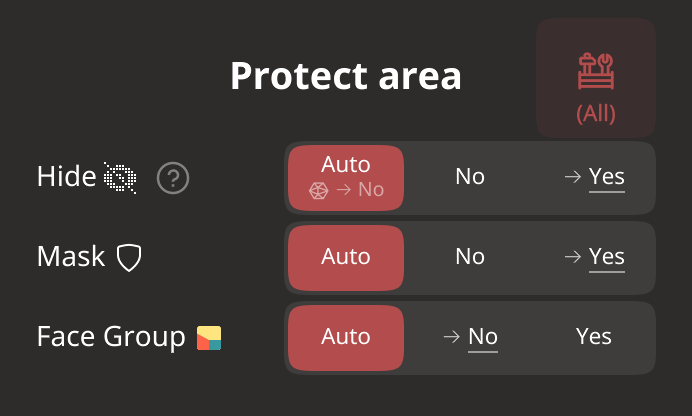 Protect area
(All)
Hide ? Auto No → Yes
→ No
Mask Auto No → Yes
Face Group Auto → No Yes